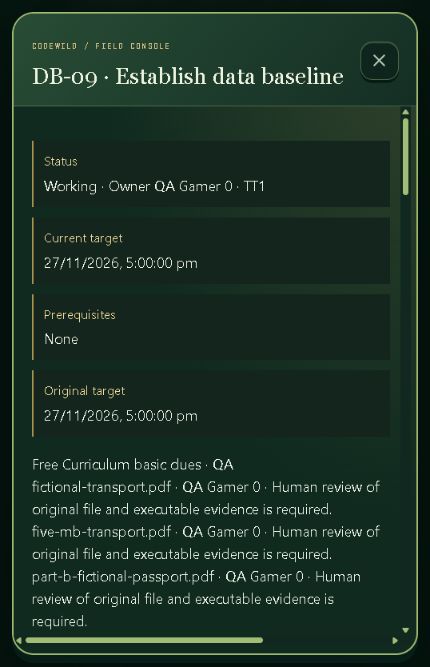 CODEWILD / FIELD CONSOLE
DB-09 · Establish data baseline
Status
Working · Owner QA Gamer 0 · TT1
Current target
27/11/2026, 5:00:00 pm
Prerequisites
None
Original target
27/11/2026, 5:00:00 pm
Free Curriculum basic dues · QA
fictional-transport.pdf · QA Gamer 0 · Human review of
original file and executable evidence is required.
five-mb-transport.pdf · QA Gamer 0 · Human review of
original file and executable evidence is required.
part-b-fictional-passport.pdf · QA Gamer 0 · Human
review of original file and executable evidence is
required.